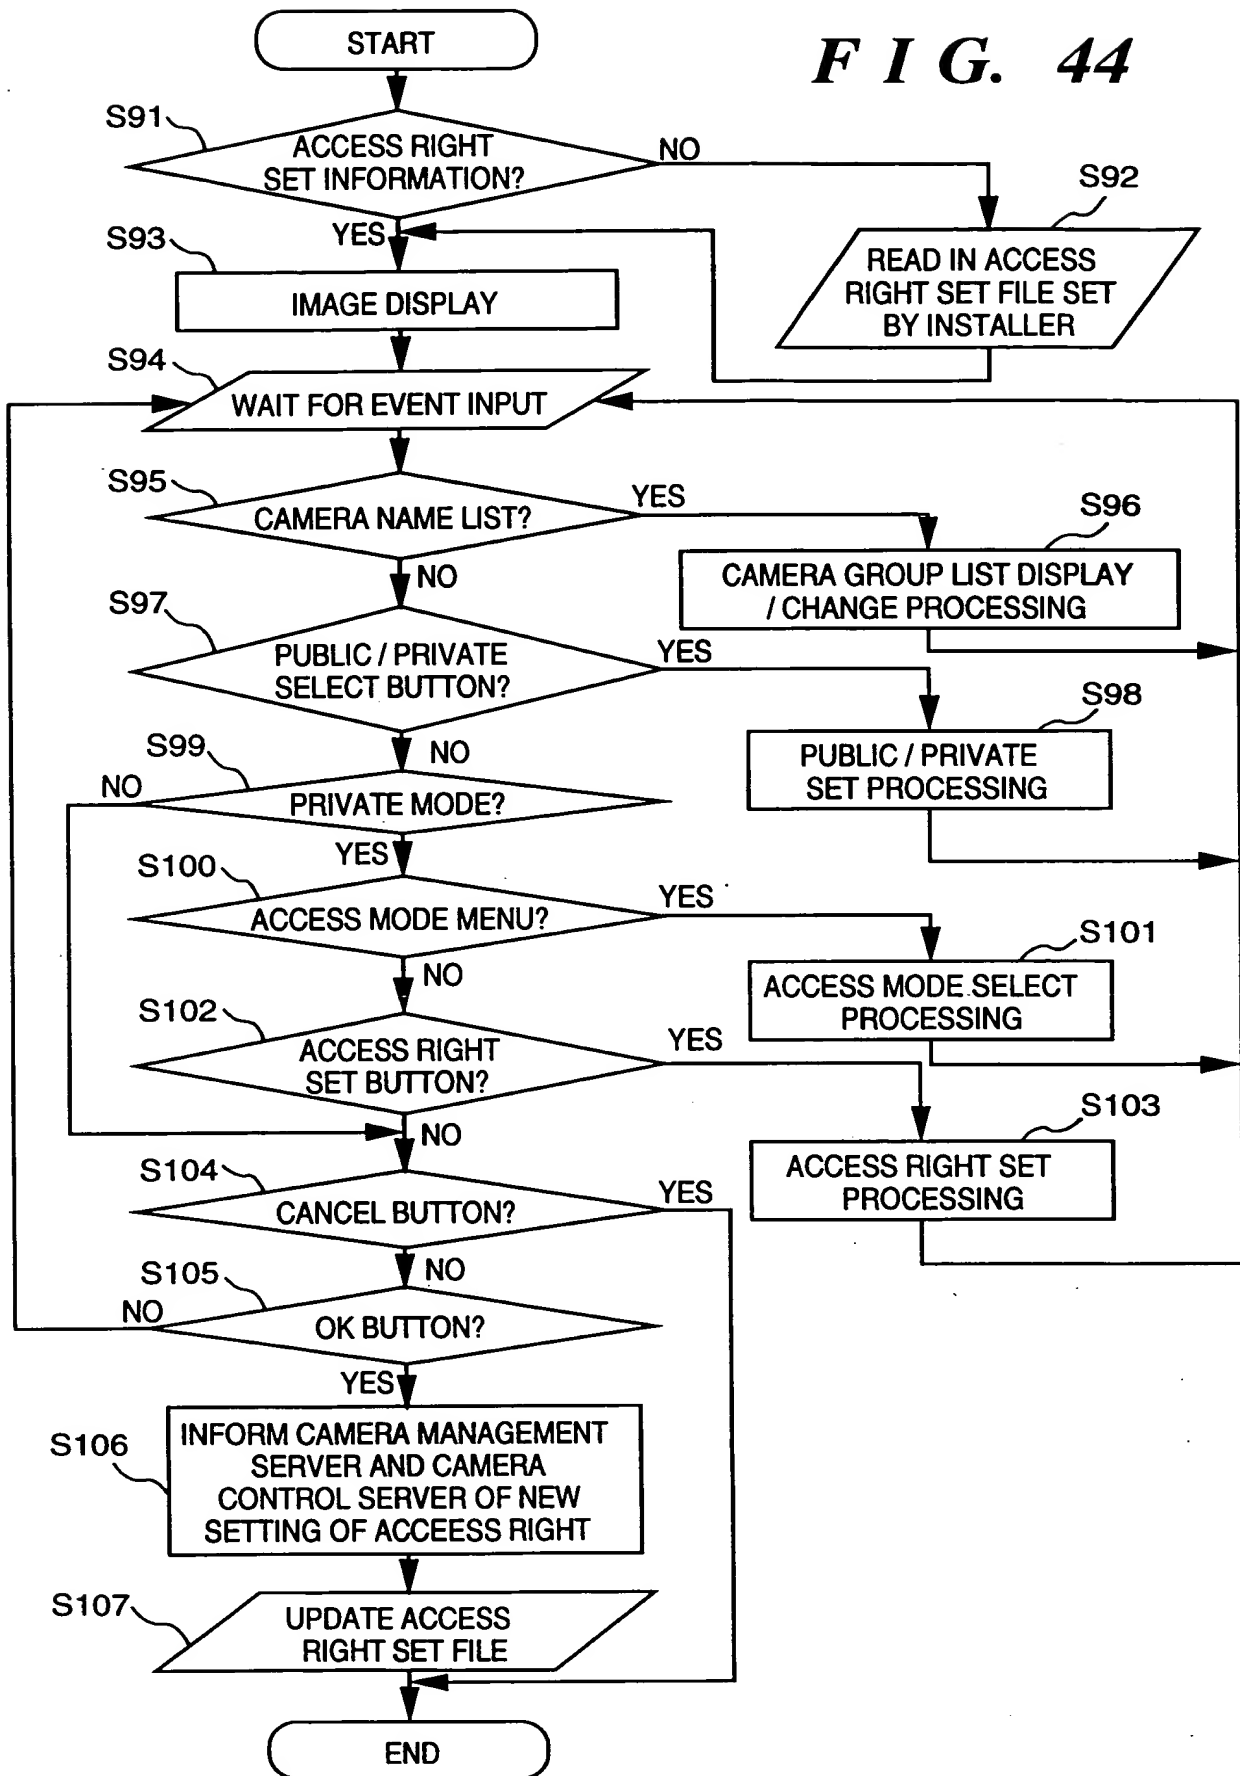 START
F I G. 44
S91
ACCESS RIGHT
SET INFORMATION?
NO
S92
READ IN ACCESS
RIGHT SET FILE SET
BY INSTALLER
YES
S93
IMAGE DISPLAY
S94
WAIT FOR EVENT INPUT
S95
CAMERA NAME LIST?
YES
S96
CAMERA GROUP LIST DISPLAY
/ CHANGE PROCESSING
NO
S97
PUBLIC / PRIVATE
SELECT BUTTON?
YES
S98
PUBLIC / PRIVATE
SET PROCESSING
NO
S99
NO
PRIVATE MODE?
YES
S100
ACCESS MODE MENU?
YES
S101
ACCESS MODE SELECT
PROCESSING
NO
S102
ACCESS RIGHT
SET BUTTON?
YES
S103
ACCESS RIGHT SET
PROCESSING
NO
S104
CANCEL BUTTON?
YES
NO
S105
NO
OK BUTTON?
YES
S106
INFORM CAMERA MANAGEMENT
SERVER AND CAMERA
CONTROL SERVER OF NEW
SETTING OF ACCEESS RIGHT
S107
UPDATE ACCESS
RIGHT SET FILE
END